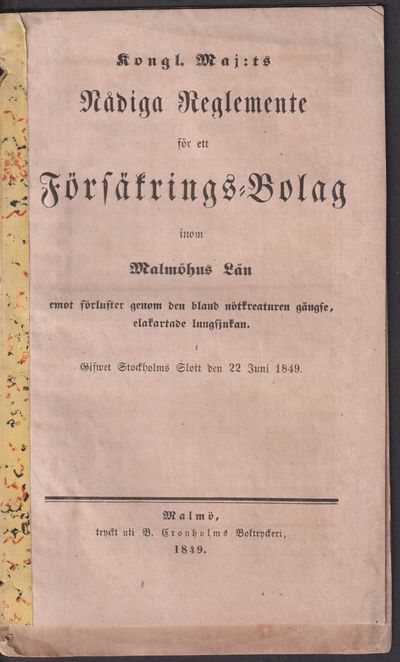 Kongl. Maj:ts
Nådiga Reglemente
för ett
Försäkrings-Bolag
inom
Malmöhus Län
emot förluster genom den bland nötkreaturen gängse,
elakartade lungsjukan.
Gifwet Stockholms Slott den 22 Juni 1849.
Malmö,
tryckt uti B. Cronholms Boktryckeri,
1849.